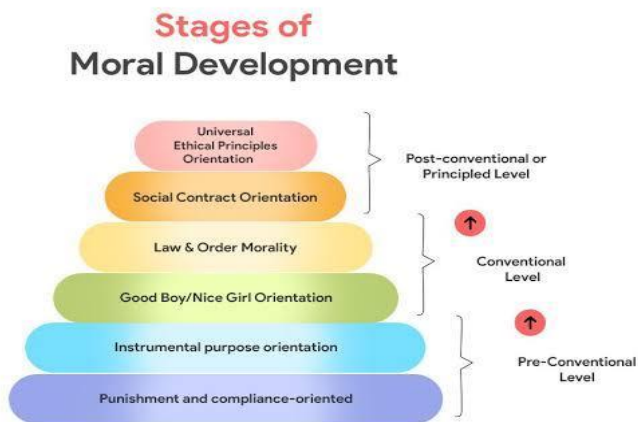 Stages of
Moral Development
Universal
Ethical Principles
Orientation
Post-conventional or
Principled Level
Social Contract Orientation
Law & Order Morality
Conventional
Level
Good Boy/Nice Girl Orientation
Instrumental purpose orientation
Pre-Conventional
Level
Punishment and compliance-oriented